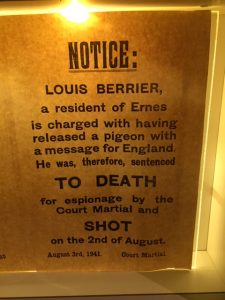 NOTICE:
LOUIS BERRIER,
a resident of Ernes
is charged with having
released a pigeon with
a message for England.
He was, therefore, sentenced
TO DEATH
for espionage by the
Court Martial and
SHOT
on the 2nd of August.
August 3rd, 1941. Court Martial